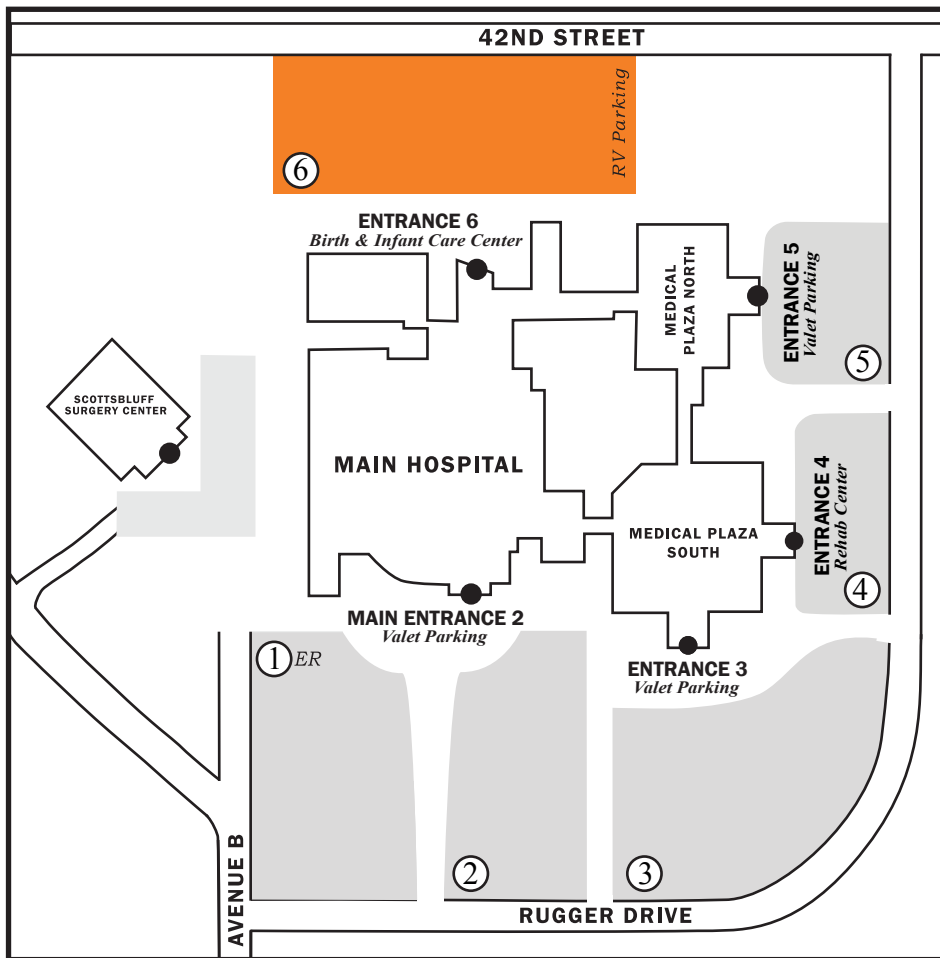 42ND STREET
RV Parking
6
ENTRANCE 6
Birth & Infant Care Center
MEDICAL
PLAZA NORTH
ENTRANCE 5
Valet Parking
5
SCOTTSBLUFF
SURGERY CENTER
MAIN HOSPITAL
MEDICAL PLAZA
SOUTH
ENTRANCE 4
Rehab Center
4
MAIN ENTRANCE 2
Valet Parking
1 ER
ENTRANCE 3
Valet Parking
2
3
AVENUE B
RUGGER DRIVE